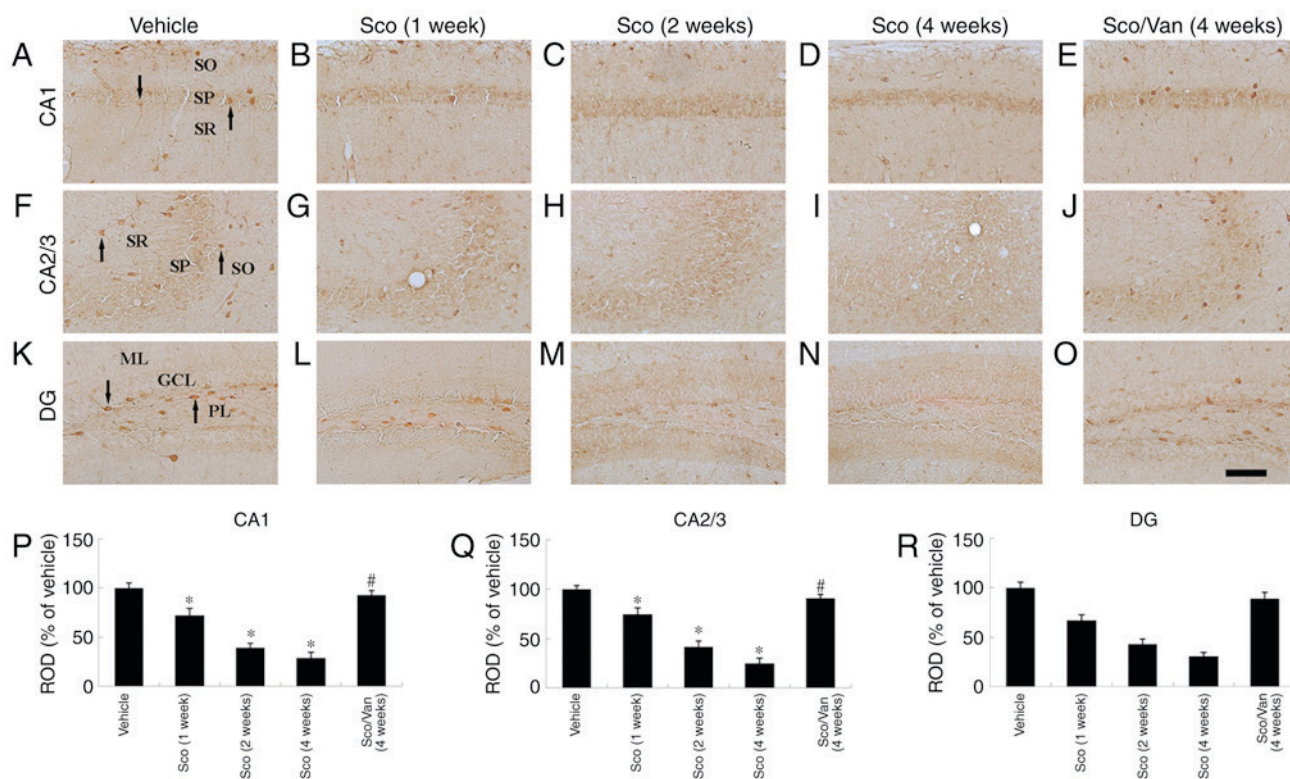 Vehicle Sco (1 week) Sco (2 weeks) Sco (4 weeks) Sco/Van (4 weeks)
A B C D E
CA1
SO
SP
SR
F G H I J
CA2/3
SR
SP
SO
K L M N O
DG
ML
GCL
PL
P CA1
ROD (% of vehicle)
150
100
50
0
* * * #
Vehicle
Sco (1 week)
Sco (2 weeks)
Sco (4 weeks)
Sco/Van
(4 weeks)
Q CA2/3
ROD (% of vehicle)
150
100
50
0
* * * #
Vehicle
Sco (1 week)
Sco (2 weeks)
Sco (4 weeks)
Sco/Van
(4 weeks)
R DG
ROD (% of vehicle)
150
100
50
0
Vehicle
Sco (1 week)
Sco (2 weeks)
Sco (4 weeks)
Sco/Van
(4 weeks)